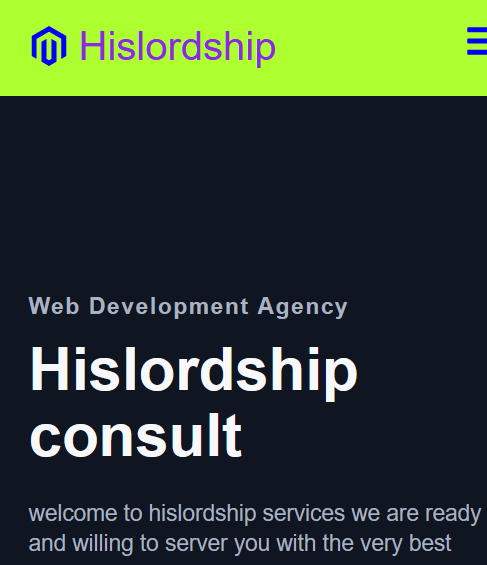 Hislordship
Web Development Agency
Hislordship
consult
welcome to hislordship services we are ready
and willing to server you with the very best